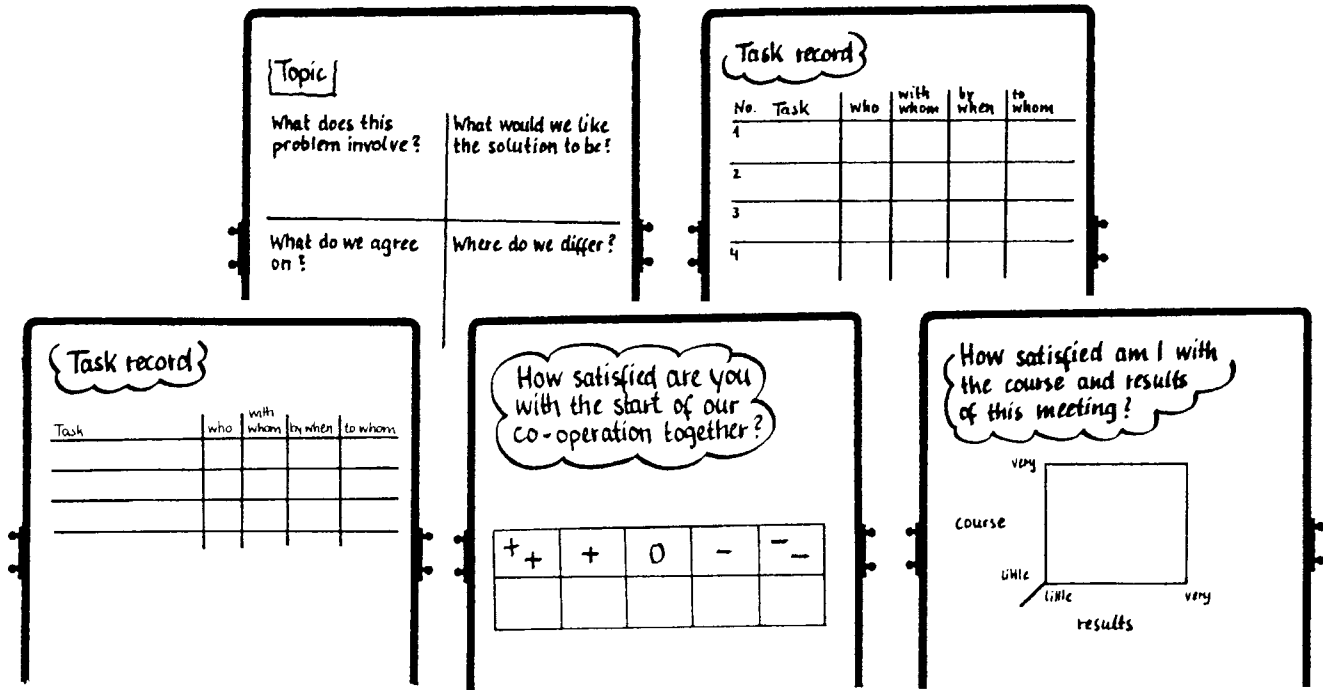 Topic
What does this
problem involve?
What would we like
the solution to be?
What do we agree
on?
Where do we differ?
Task record
No. Task who with whom by when to whom
1
2
3
4
Task record
Task who with whom by when to whom
How satisfied are you
with the start of our
co-operation together?
++ + 0 - --
How satisfied am I with
the course and results
of this meeting?
very
course
little
little very
results